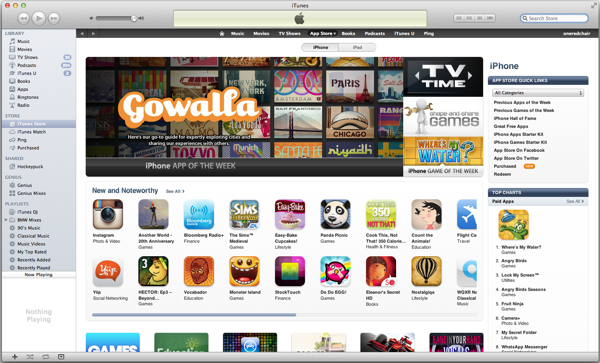 iTunes
Search Store
LIBRARY
Music
Movies
TV Shows
Podcasts
iTunes U
Books
Apps
Ringtones
Radio
STORE
iTunes Store
iTunes Match
Ping
Purchased
SHARED
Hockeypuck
GENIUS
Genius
Genius Mixes
PLAYLISTS
iTunes DJ
BMW Mixes
90's Music
Classical Music
Music Videos
My Top Rated
Recently Added
Recently Played
Now Playing
Nothing
Playing
Music Movies TV Shows App Store Books Podcasts iTunes U Ping
oneredchair
iPhone iPad
AMSTERDAM
PARIS
SAN FRANCISCO
CHICAGO
TOKYO
Gowalla
Here's our go-to guide for expertly exploring cities and
sharing our experiences with others.
iPhone APP OF THE WEEK
TV
TIME
shape-and-share
GAMES
WHERE'S MY
WATER?
iPhone GAME OF THE WEEK
New and Noteworthy See All >
Instagram
Photo & Video
Another World -
20th Anniversary
Games
Bloomberg Radio+
Finance
The Sims™
Medieval
Games
Easy-Bake
Cupcakes!
Lifestyle
Panda Picnic
Games
Cook This, Not
That! 350 Calorie...
Health & Fitness
Count the
Animals!
Education
Flight Ca
Travel
Yiip
Social Networking
HECTOR: Ep3 –
Beyond...
Games
Vocabador
Education
Monster Island
Games
StockTouch
Finance
Do Do EGG!
Games
Eleanor's Secret
HD
Books
Nostalgiqa
Lifestyle
WQXR N
Classical
Music
GAMES
Education
iPhone
APP STORE QUICK LINKS
All Categories
Previous Apps of the Week
Previous Games of the Week
iPhone Hall of Fame
Great Free Apps
iPhone Apps Starter Kit
iPhone Games Starter Kit
App Store On Facebook
App Store On Twitter
Purchased
Redeem
TOP CHARTS
Paid Apps See All >
1. Where's My Water?
Games
2. Angry Birds
Games
3. Lock My Screen™
Utilities
4. Angry Birds Seasons
Games
5. Fruit Ninja
Games
6. Camera+
Photo & Video
7. My Secret Folder
Utilities
8. WhatsApp Messenger